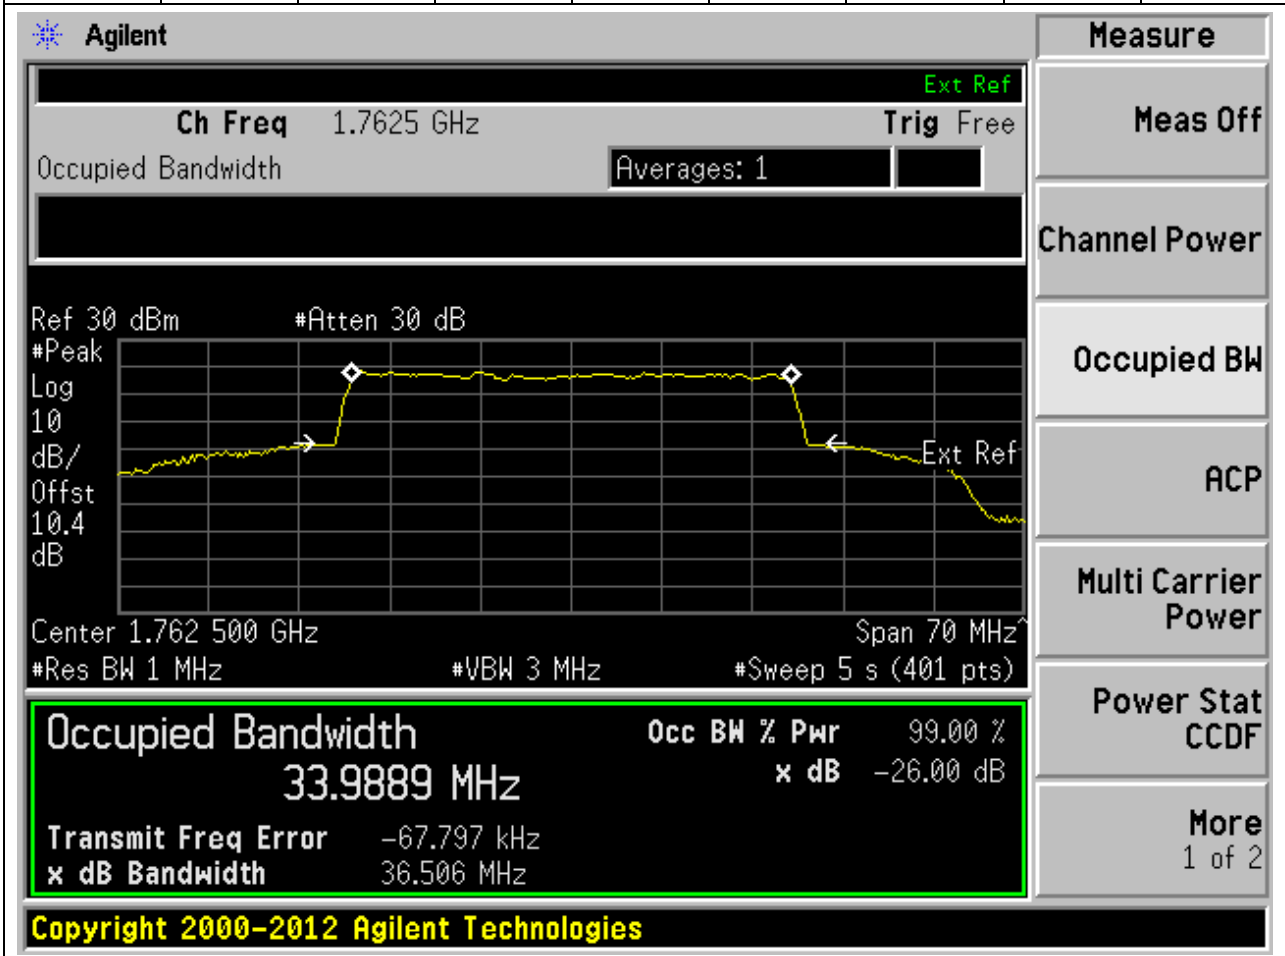 Agilent
Measure
Ext Ref
Ch Freq 1.7625 GHz Trig Free
Occupied Bandwidth Averages: 1
Ref 30 dBm #Atten 30 dB
#Peak
Log
10
dB/
Offst
10.4
dB
Ext Ref
Center 1.762 500 GHz Span 70 MHz^
#Res BW 1 MHz #VBW 3 MHz #Sweep 5 s (401 pts)
Occupied Bandwidth Occ BW % Pwr 99.00 %
33.9889 MHz x dB -26.00 dB
Transmit Freq Error -67.797 kHz
x dB Bandwidth 36.506 MHz
Copyright 2000-2012 Agilent Technologies
Meas Off
Channel Power
Occupied BW
ACP
Multi Carrier
Power
Power Stat
CCDF
More
1 of 2